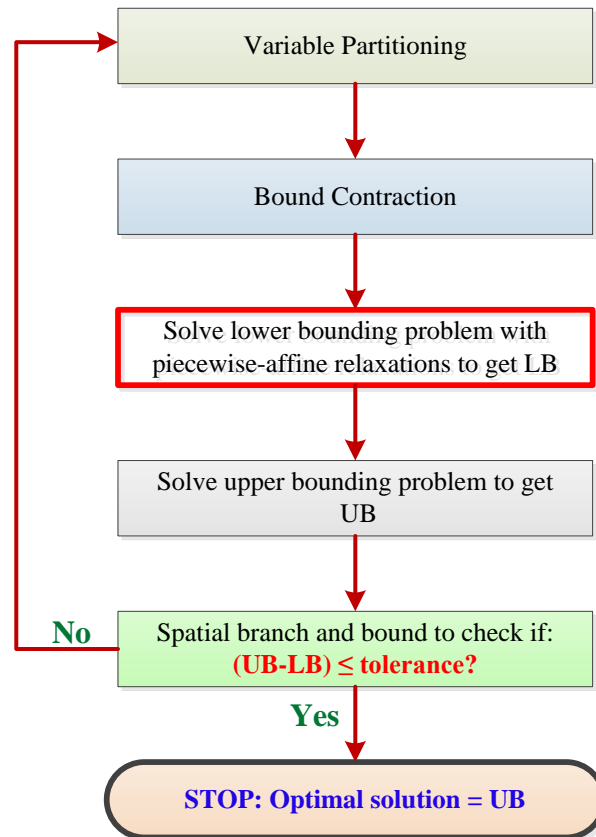 Variable Partitioning
Bound Contraction
Solve lower bounding problem with
piecewise-affine relaxations to get LB
Solve upper bounding problem to get
UB
No
Spatial branch and bound to check if:
(UB-LB) ≤ tolerance?
Yes
STOP: Optimal solution = UB